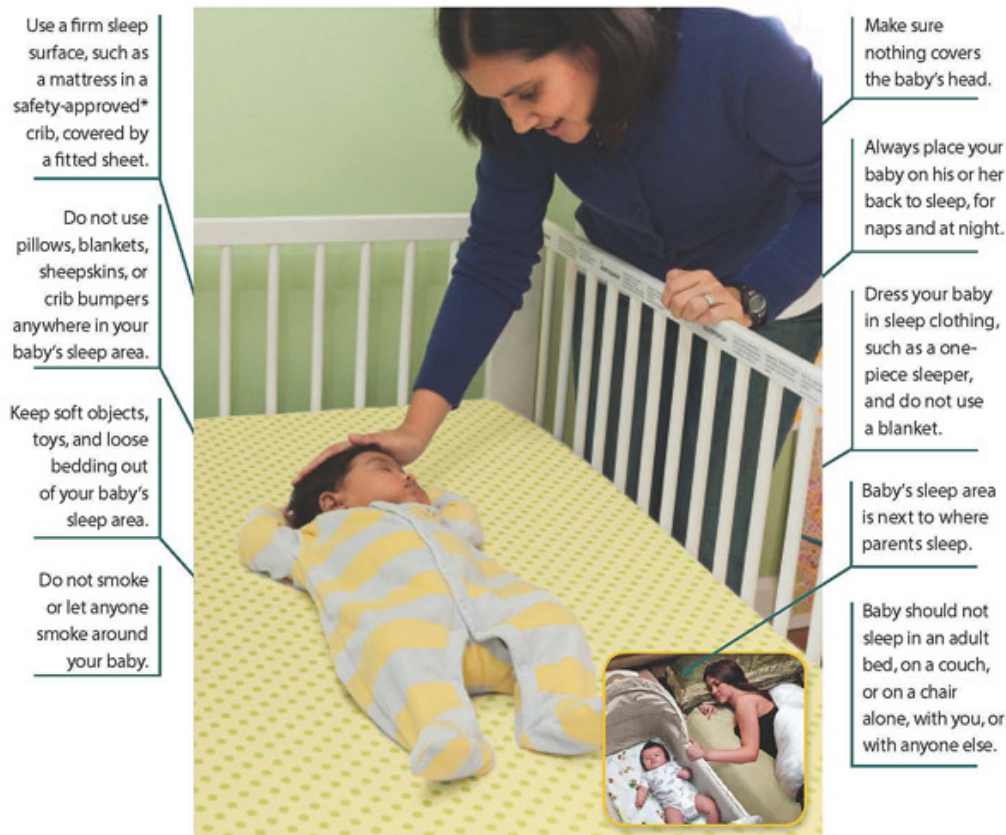 Use a firm sleep
surface, such as
a mattress in a
safety-approved*
crib, covered by
a fitted sheet.
Do not use
pillows, blankets,
sheepskins, or
crib bumpers
anywhere in your
baby's sleep area.
Keep soft objects,
toys, and loose
bedding out
of your baby's
sleep area.
Do not smoke
or let anyone
smoke around
your baby.
Make sure
nothing covers
the baby's head.
Always place your
baby on his or her
back to sleep, for
naps and at night.
Dress your baby
in sleep clothing,
such as a one-
piece sleeper,
and do not use
a blanket.
Baby's sleep area
is next to where
parents sleep.
Baby should not
sleep in an adult
bed, on a couch,
or on a chair
alone, with you, or
with anyone else.